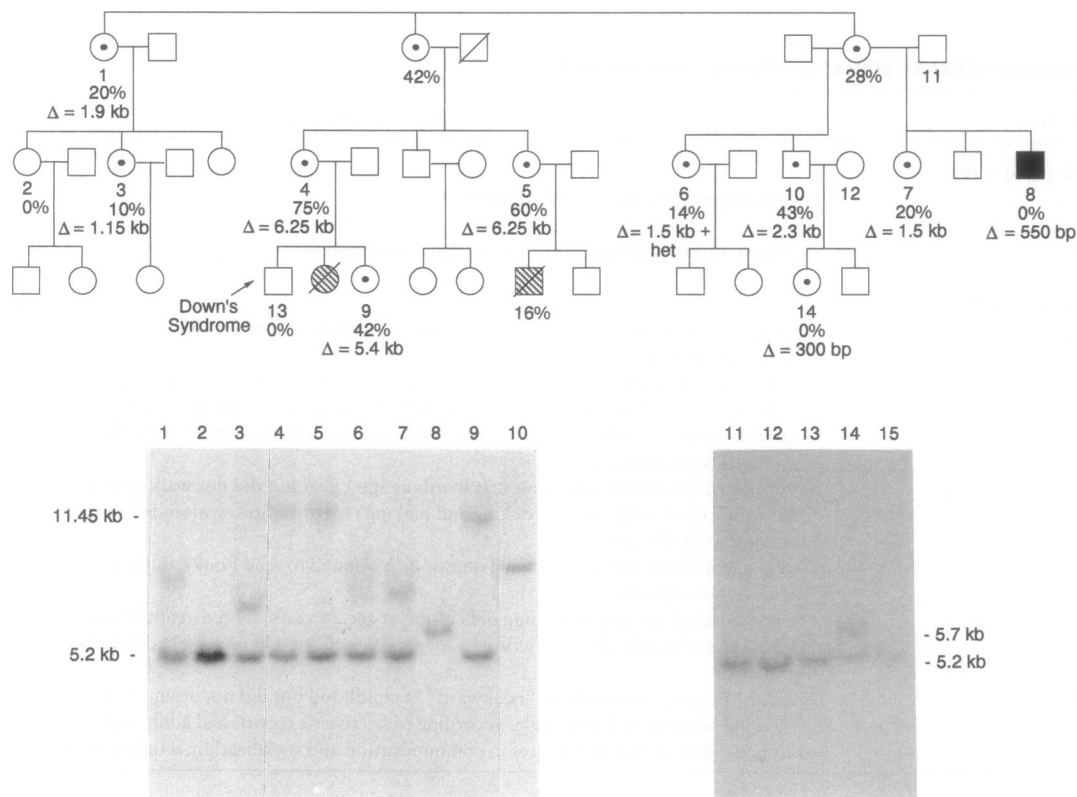 1
20%
Δ = 1.9 kb
42%
28%
11
2
0%
3
10%
Δ = 1.15 kb
4
75%
Δ = 6.25 kb
5
60%
Δ = 6.25 kb
6
14%
Δ= 1.5 kb +
het
10
43%
Δ = 2.3 kb
12
7
20%
Δ = 1.5 kb
8
0%
Δ = 550 bp
Down's
Syndrome
13
0%
9
42%
Δ = 5.4 kb
16%
14
0%
Δ = 300 bp
1 2 3 4 5 6 7 8 9 10
11 12 13 14 15
11.45 kb -
5.2 kb -
- 5.7 kb
- 5.2 kb